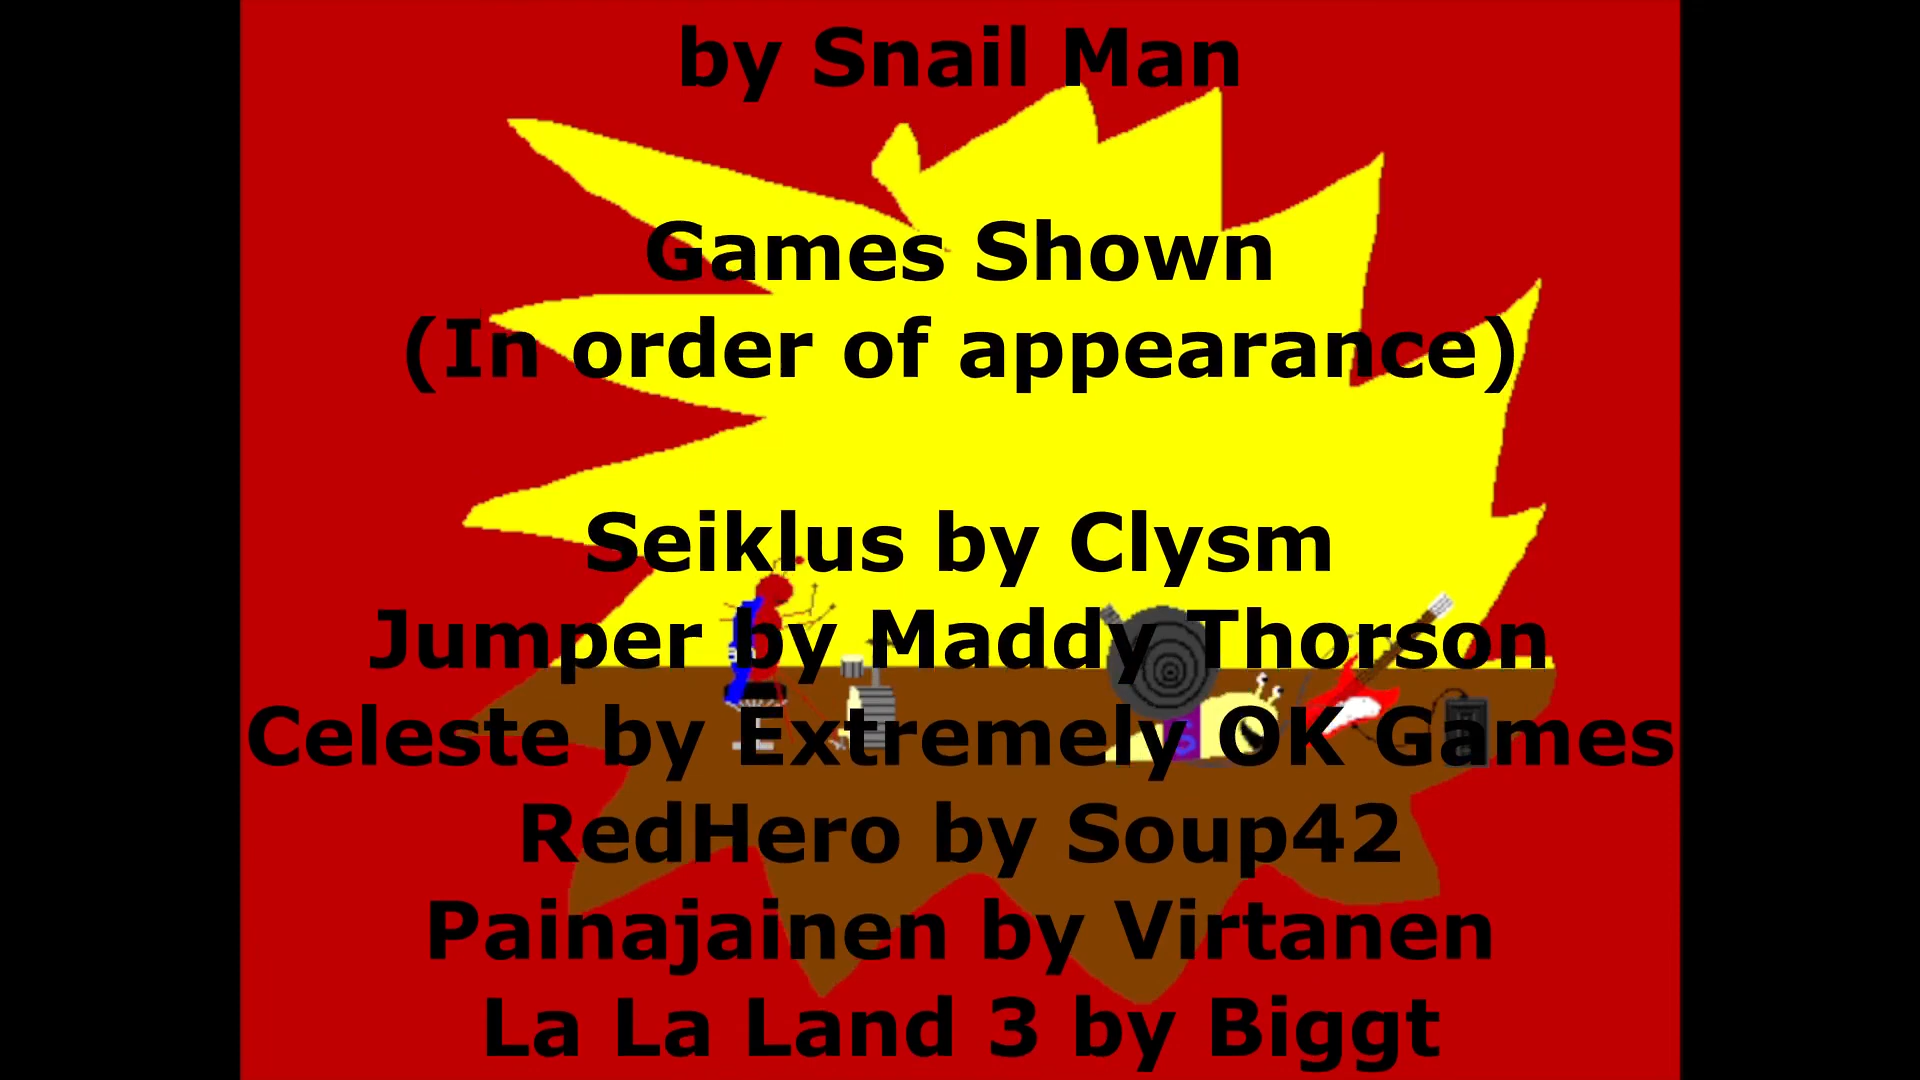 by Snail Man
Games Shown
(In order of appearance)
Seiklus by Clysm
Jumper by Maddy Thorson
Celeste by Extremely OK Games
RedHero by Soup42
Painajainen by Virtanen
La La Land 3 by Biggt